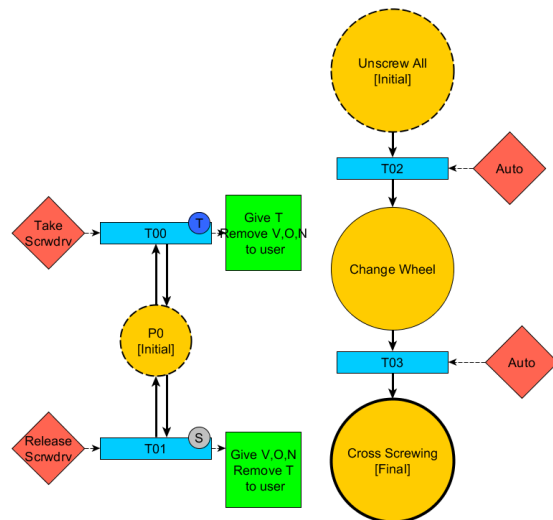 Unscrew All
[Initial]
T02
Auto
Take
Scrwdrv
T00
T
Give T
Remove V,O,N
to user
Change Wheel
P0
[Initial]
T03
Auto
Release
Scrwdrv
T01
S
Give V,O,N
Remove T
to user
Cross Screwing
[Final]